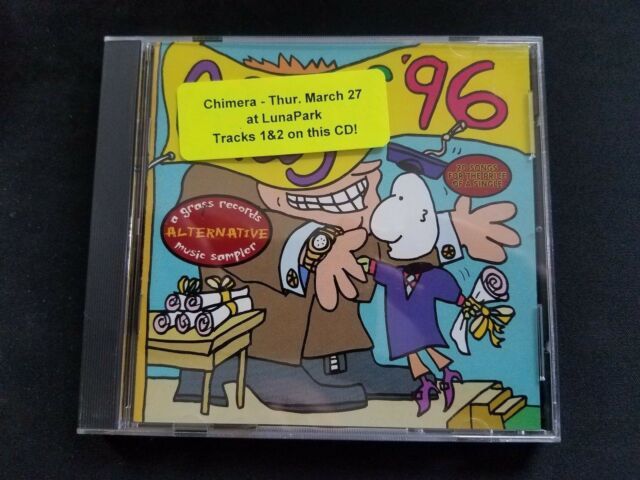 '96
Chimera - Thur. March 27
at LunaPark
Tracks 1&2 on this CD!
20 SONGS
FOR THE PRICE
OF A SINGLE
a grass records
ALTERNATIVE
music sampler